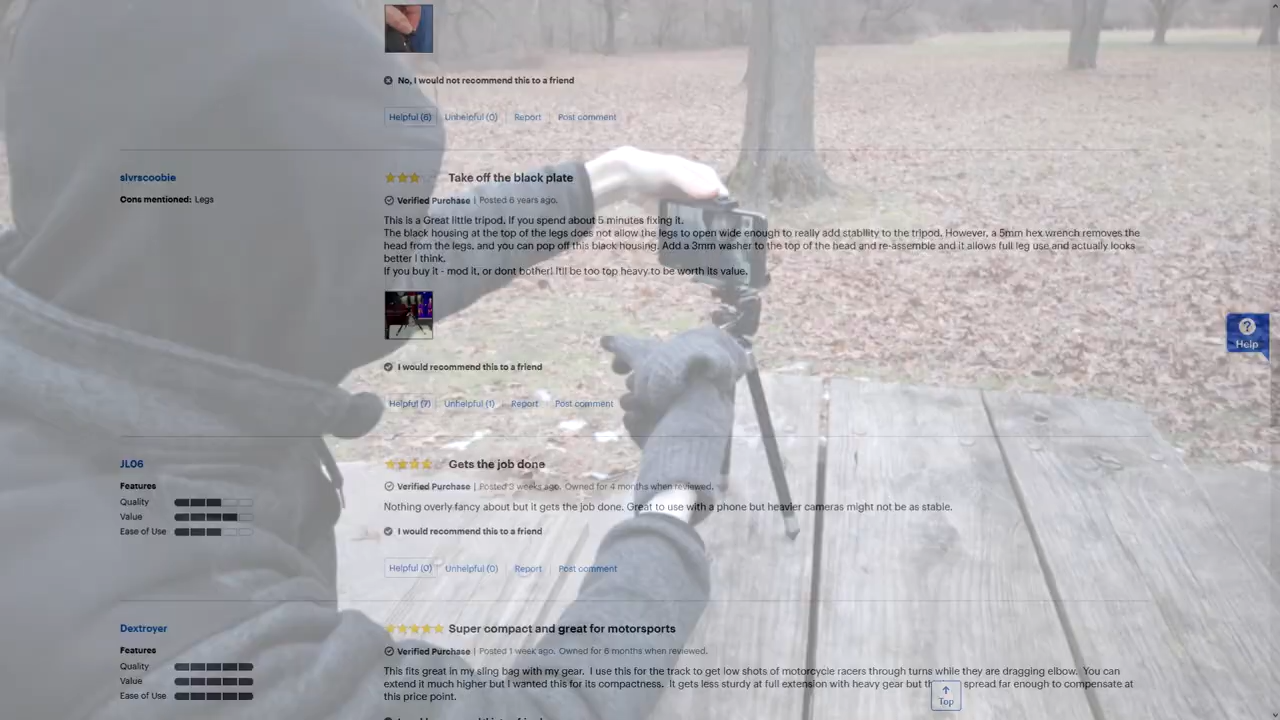 No, I would not recommend this to a friend
Helpful (6) Unhelpful (0) Report Post comment
slvrscoobie
Cons mentioned: Legs
Take off the black plate
Verified Purchase | Posted 6 years ago.
This is a Great little tripod. If you spend about 5 minutes fixing it.
The black housing at the top of the legs does not allow the legs to open wide enough to really add stability to the tripod. However, a 5mm hex wrench removes the
head from the legs, and you can pop off this black housing. Add a 3mm washer to the top of the head and re-assemble and it allows full leg use and actually looks
better I think.
If you buy it - mod it, or dont bother! Itll be too top heavy to be worth its value.
I would recommend this to a friend
Helpful (7) Unhelpful (1) Report Post comment
Help
JL06
Features
Quality
Value
Ease of Use
Gets the job done
Verified Purchase | Posted 3 weeks ago. Owned for 4 months when reviewed.
Nothing overly fancy about but it gets the job done. Great to use with a phone but heavier cameras might not be as stable.
I would recommend this to a friend
Helpful (0) Unhelpful (0) Report Post comment
Dextroyer
Features
Quality
Value
Ease of Use
Super compact and great for motorsports
Verified Purchase | Posted 1 week ago. Owned for 6 months when reviewed.
This fits great in my sling bag with my gear. I use this for the track to get low shots of motorcycle racers through turns while they are dragging elbow. You can
extend it much higher but I wanted this for its compactness. It gets less sturdy at full extension with heavy gear but spread far enough to compensate at
this price point.
Top